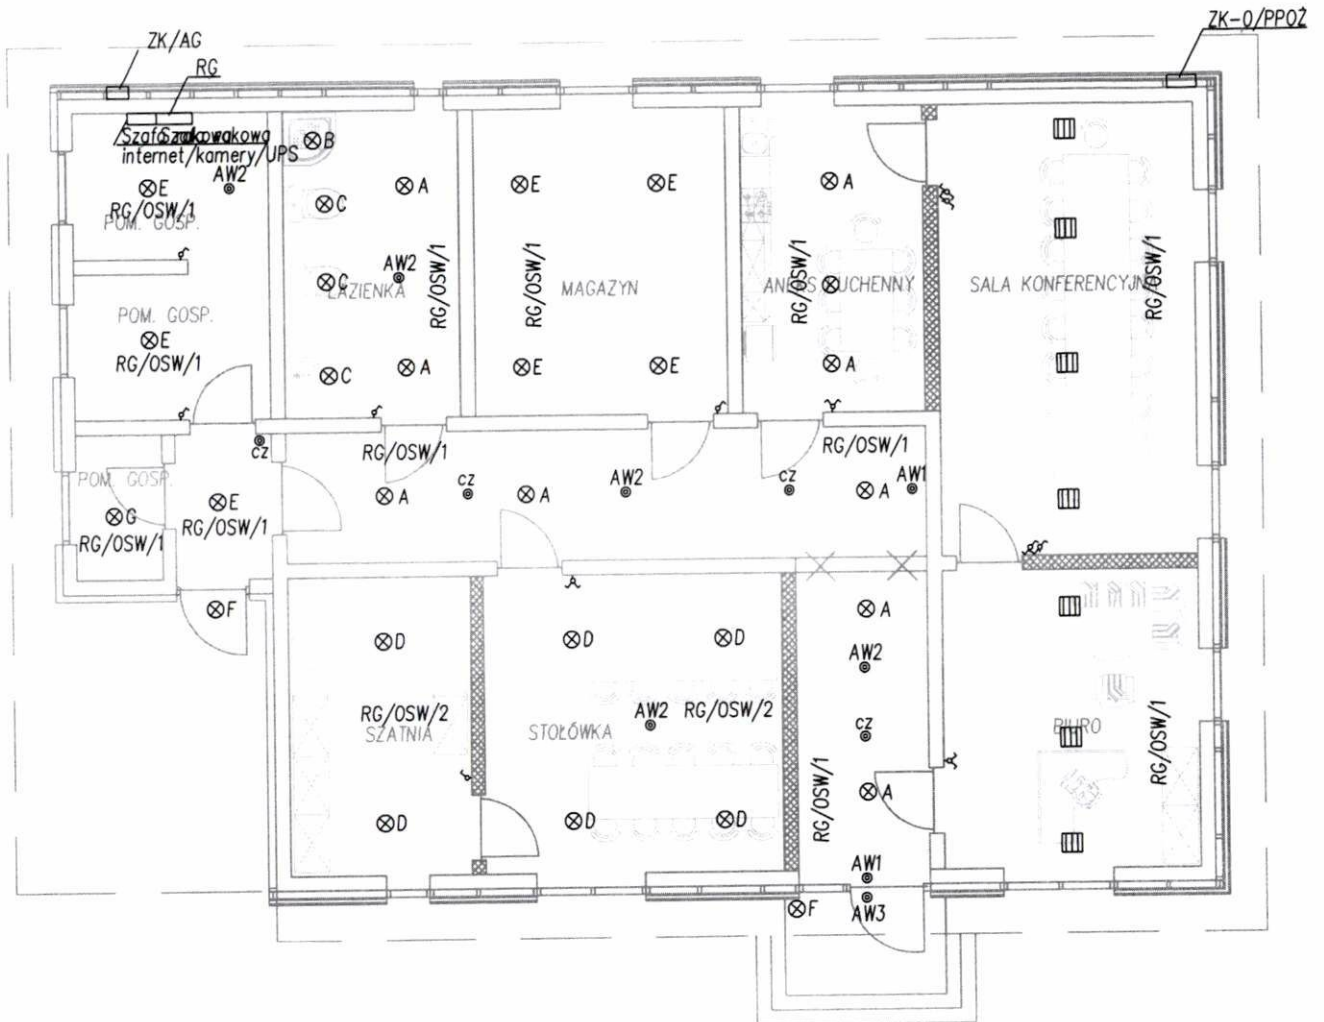 ZK-0/PPOŻ
ZK/AG
RG
internet/kamery/UPS
B
AW2
E
A
E
E
A
RG/OSW/1
POM. GOSP.
C
RG/OSW/1
RG/OSW/1
RG/OSW/1
RG/OSW/1
AW2
C
ŁAZIENKA
MAGAZYN
SALA KONFERENCYJNA
POM. GOSP.
E
RG/OSW/1
C
A
E
E
A
cz
RG/OSW/1
RG/OSW/1
POM. GOSP.
cz
AW2
cz
AW1
E
A
A
A
G
RG/OSW/1
RG/OSW/1
F
A
D
D
D
AW2
RG/OSW/2
AW2
RG/OSW/2
SZATNIA
STOŁÓWKA
cz
BIURO
RG/OSW/1
RG/OSW/1
A
D
D
D
AW1
F
AW3